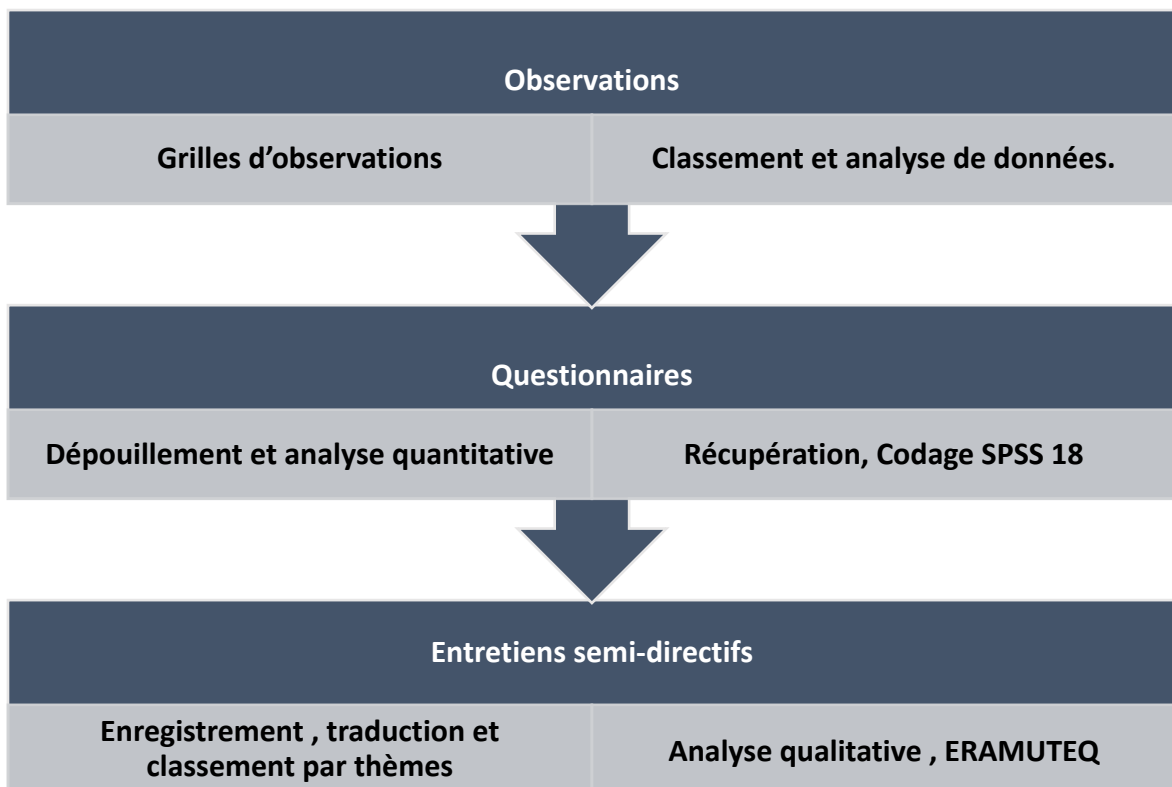 Observations
Grilles d’observations
Classement et analyse de données.
Questionnaires
Dépouillement et analyse quantitative
Récupération, Codage SPSS 18
Entretiens semi-directifs
Enregistrement , traduction et
classement par thèmes
Analyse qualitative , ERAMUTEQ